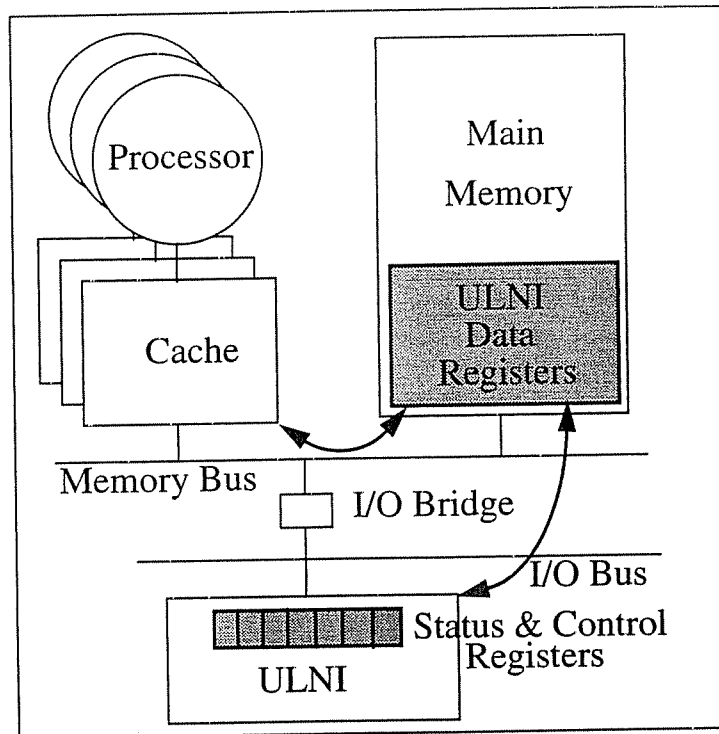 Processor
Main
Memory
Cache
ULNI
Data
Registers
Memory Bus
I/O Bridge
I/O Bus
Status & Control
Registers
ULNI